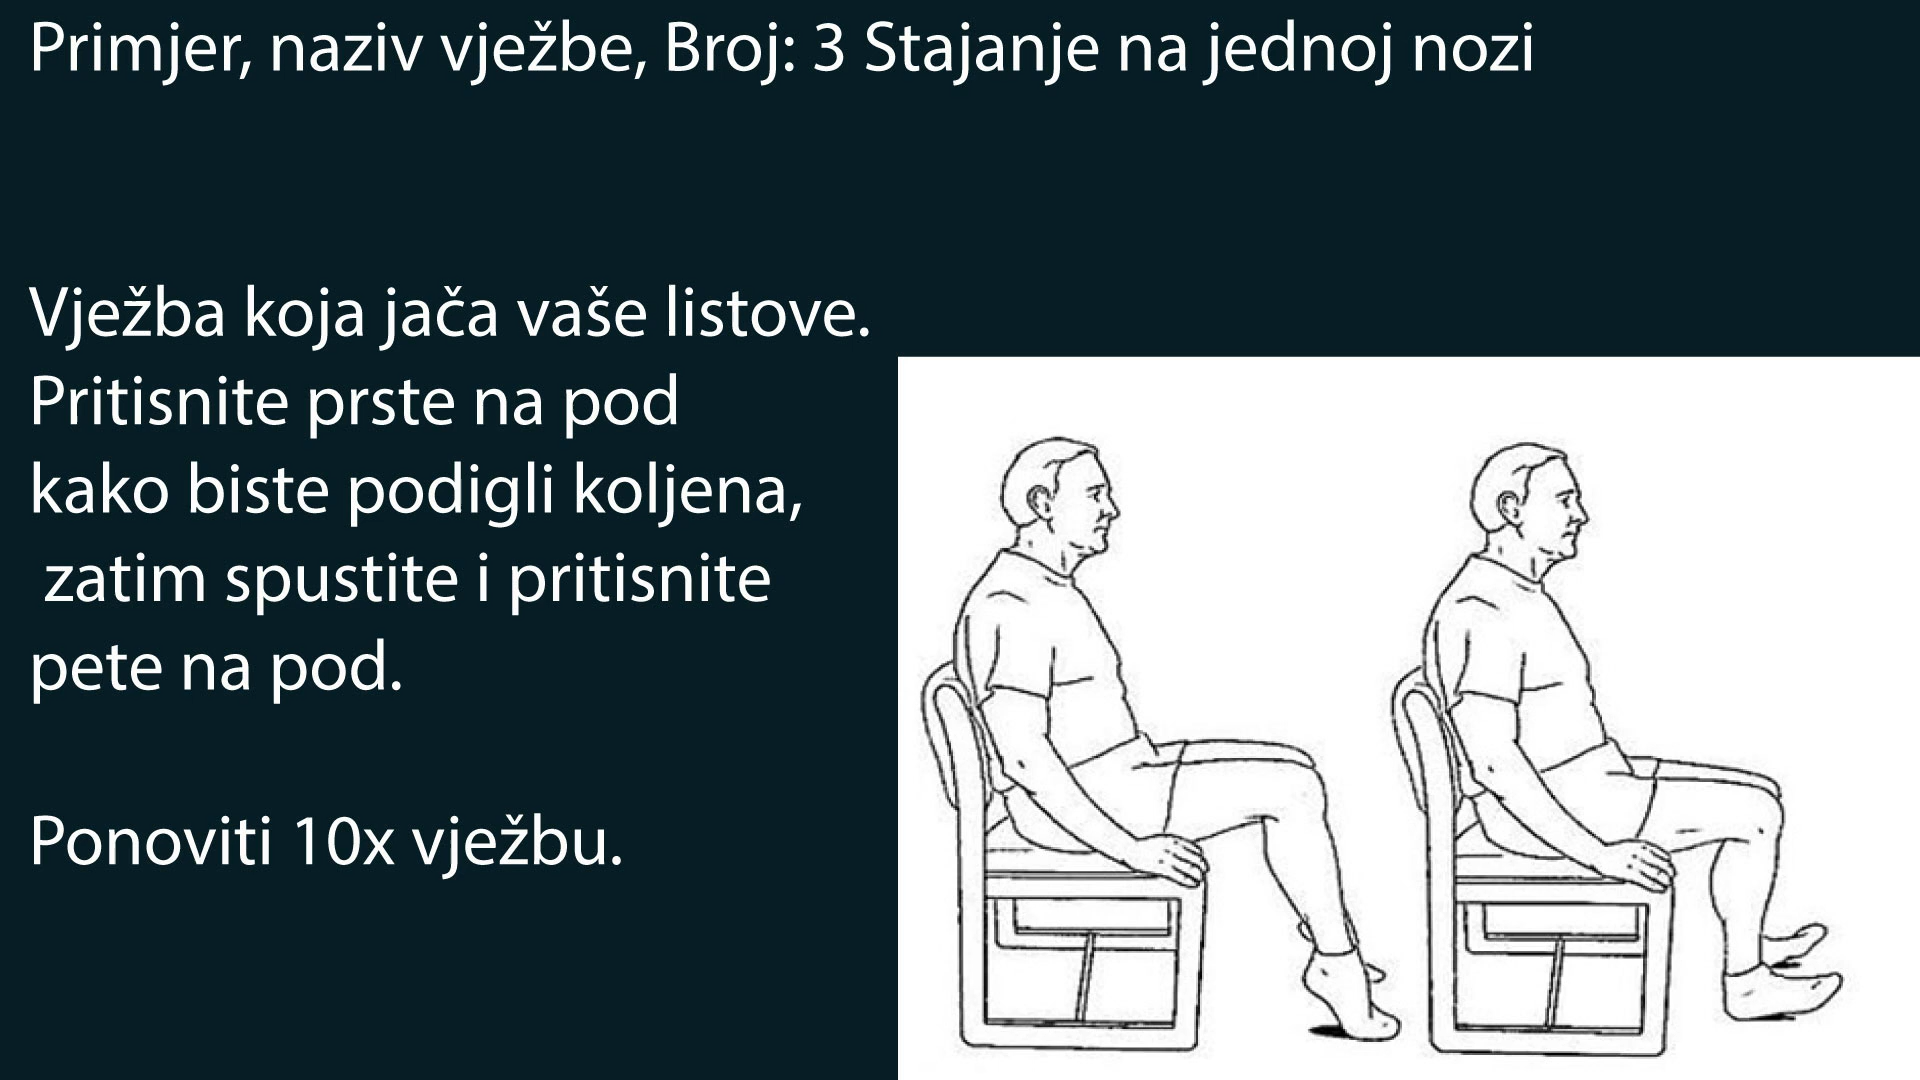 Primjer, naziv vježbe, Broj: 3 Stajanje na jednoj nozi
Vježba koja jača vaše listove.
Pritisnite prste na pod
kako biste podigli koljena,
zatim spustite i pritisnite
pete na pod.
Ponoviti 10x vježbu.